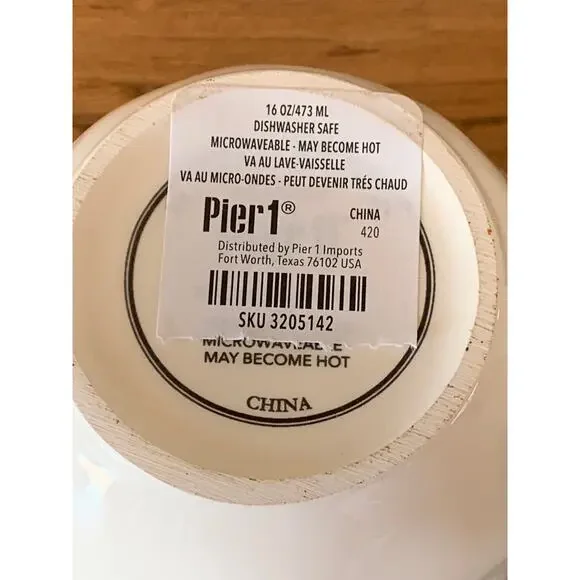 16 OZ/473 ML
DISHWASHER SAFE
MICROWAVEABLE - MAY BECOME HOT
VA AU LAVE-VAISSELLE
VA AU MICRO-ONDES - PEUT DEVENIR TRÉS CHAUD
Pier1® CHINA
420
Distributed by Pier 1 Imports
Fort Worth, Texas 76102 USA
SKU 3205142
MICROWAVEABLE
MAY BECOME HOT
CHINA